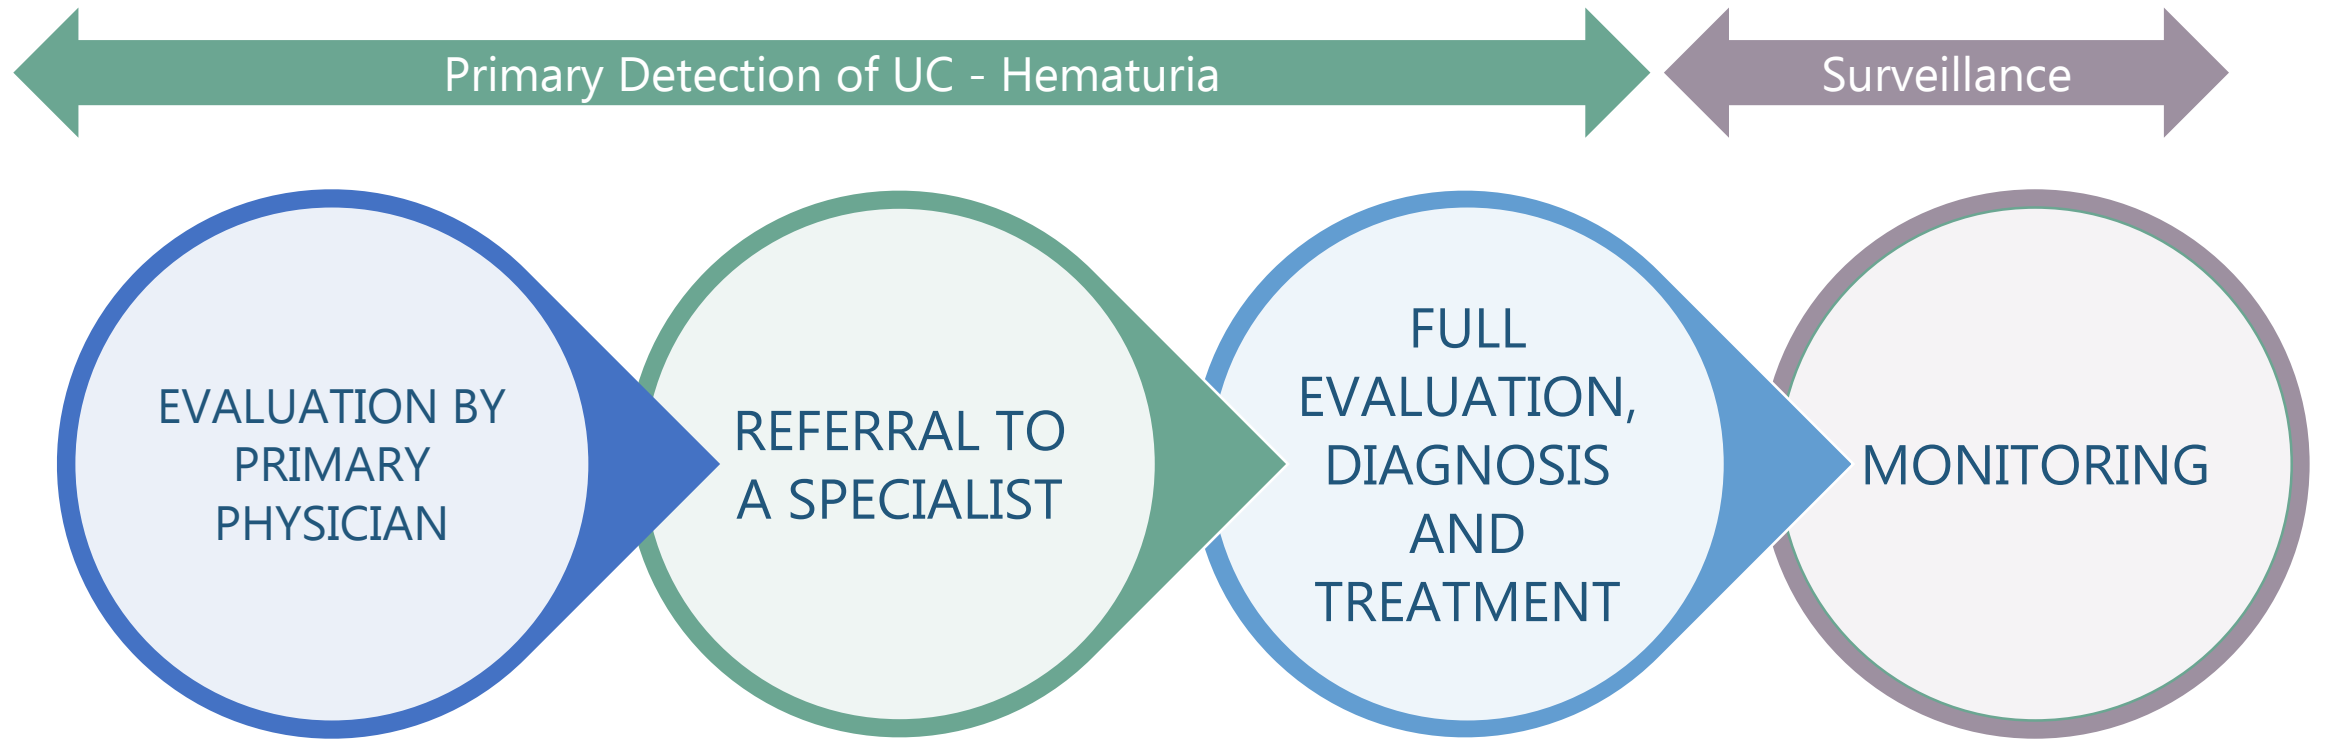 Primary Detection of UC - Hematuria
Surveillance
EVALUATION BY
PRIMARY
PHYSICIAN
REFERRAL TO
A SPECIALIST
FULL
EVALUATION,
DIAGNOSIS
AND
TREATMENT
MONITORING